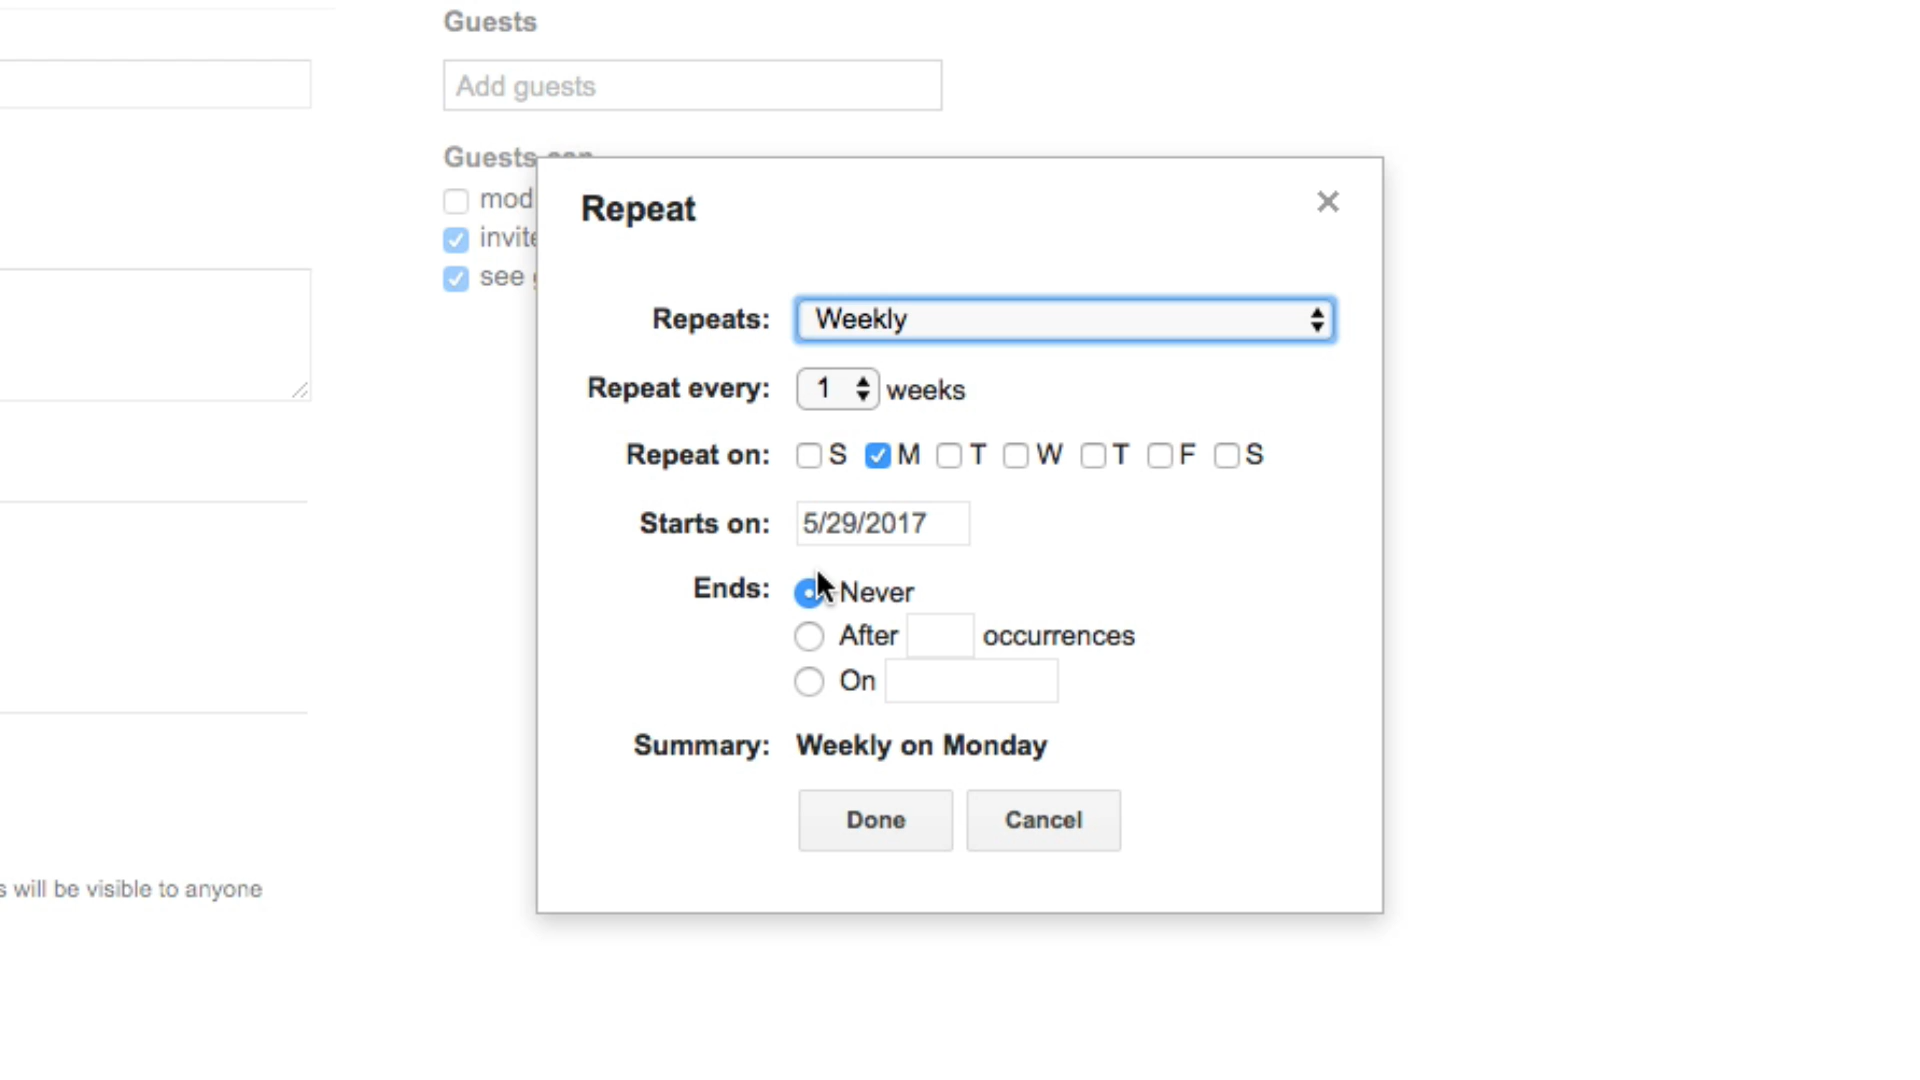 Guests
Add guests
Guests
mod
invite
see
Repeat
Repeats: Weekly
Repeat every: 1 weeks
Repeat on: S M T W T F S
Starts on: 5/29/2017
Ends: Never
After occurrences
On
Summary: Weekly on Monday
Done Cancel
s will be visible to anyone